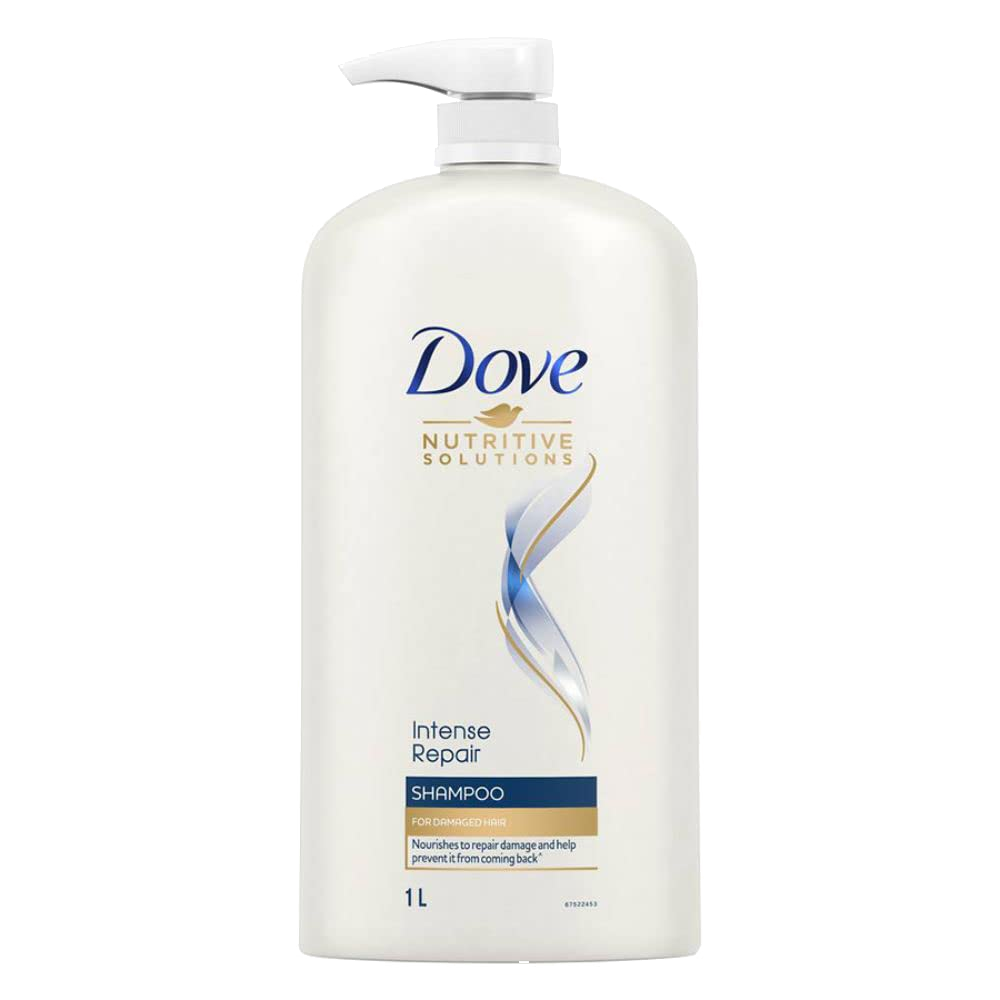 Dove
NUTRITIVE
SOLUTIONS
Intense
Repair
SHAMPOO
FOR DAMAGED HAIR
Nourishes to repair damage and help
prevent it from coming back^
1 L
67522453